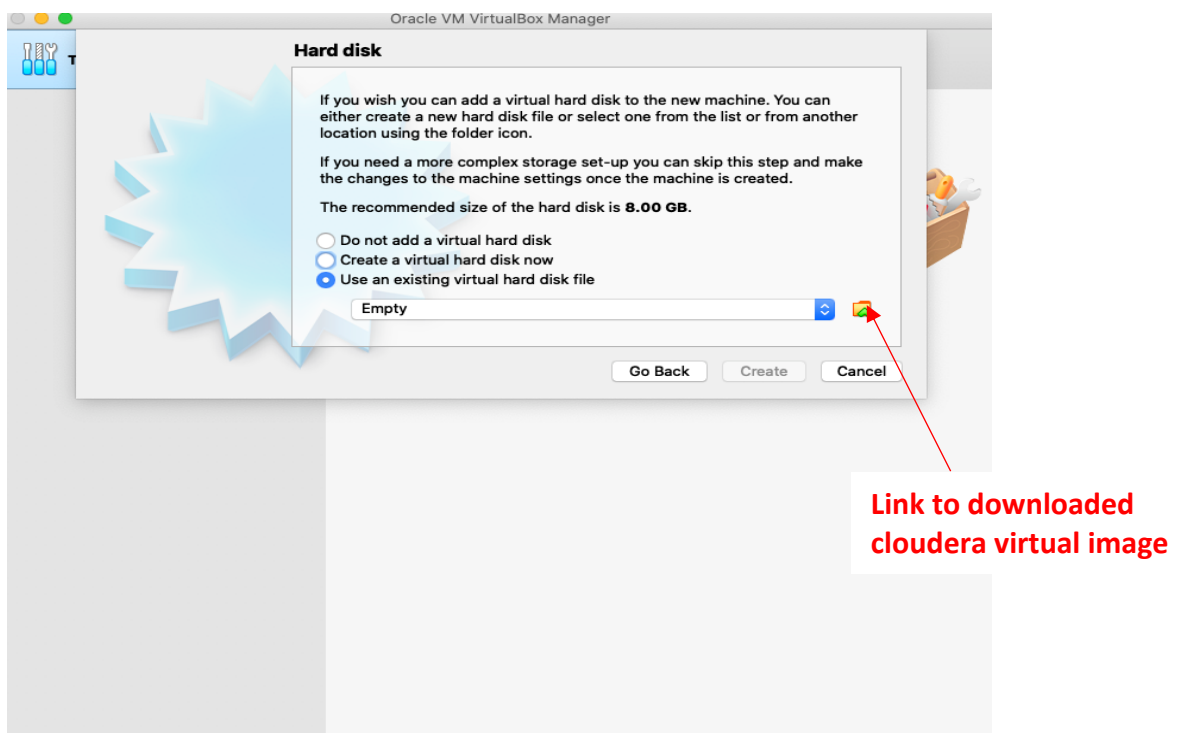 Oracle VM VirtualBox Manager
T
Hard disk
If you wish you can add a virtual hard disk to the new machine. You can
either create a new hard disk file or select one from the list or from another
location using the folder icon.
If you need a more complex storage set-up you can skip this step and make
the changes to the machine settings once the machine is created.
The recommended size of the hard disk is 8.00 GB.
Do not add a virtual hard disk
Create a virtual hard disk now
Use an existing virtual hard disk file
Empty
Go Back Create Cancel
Link to downloaded
cloudera virtual image